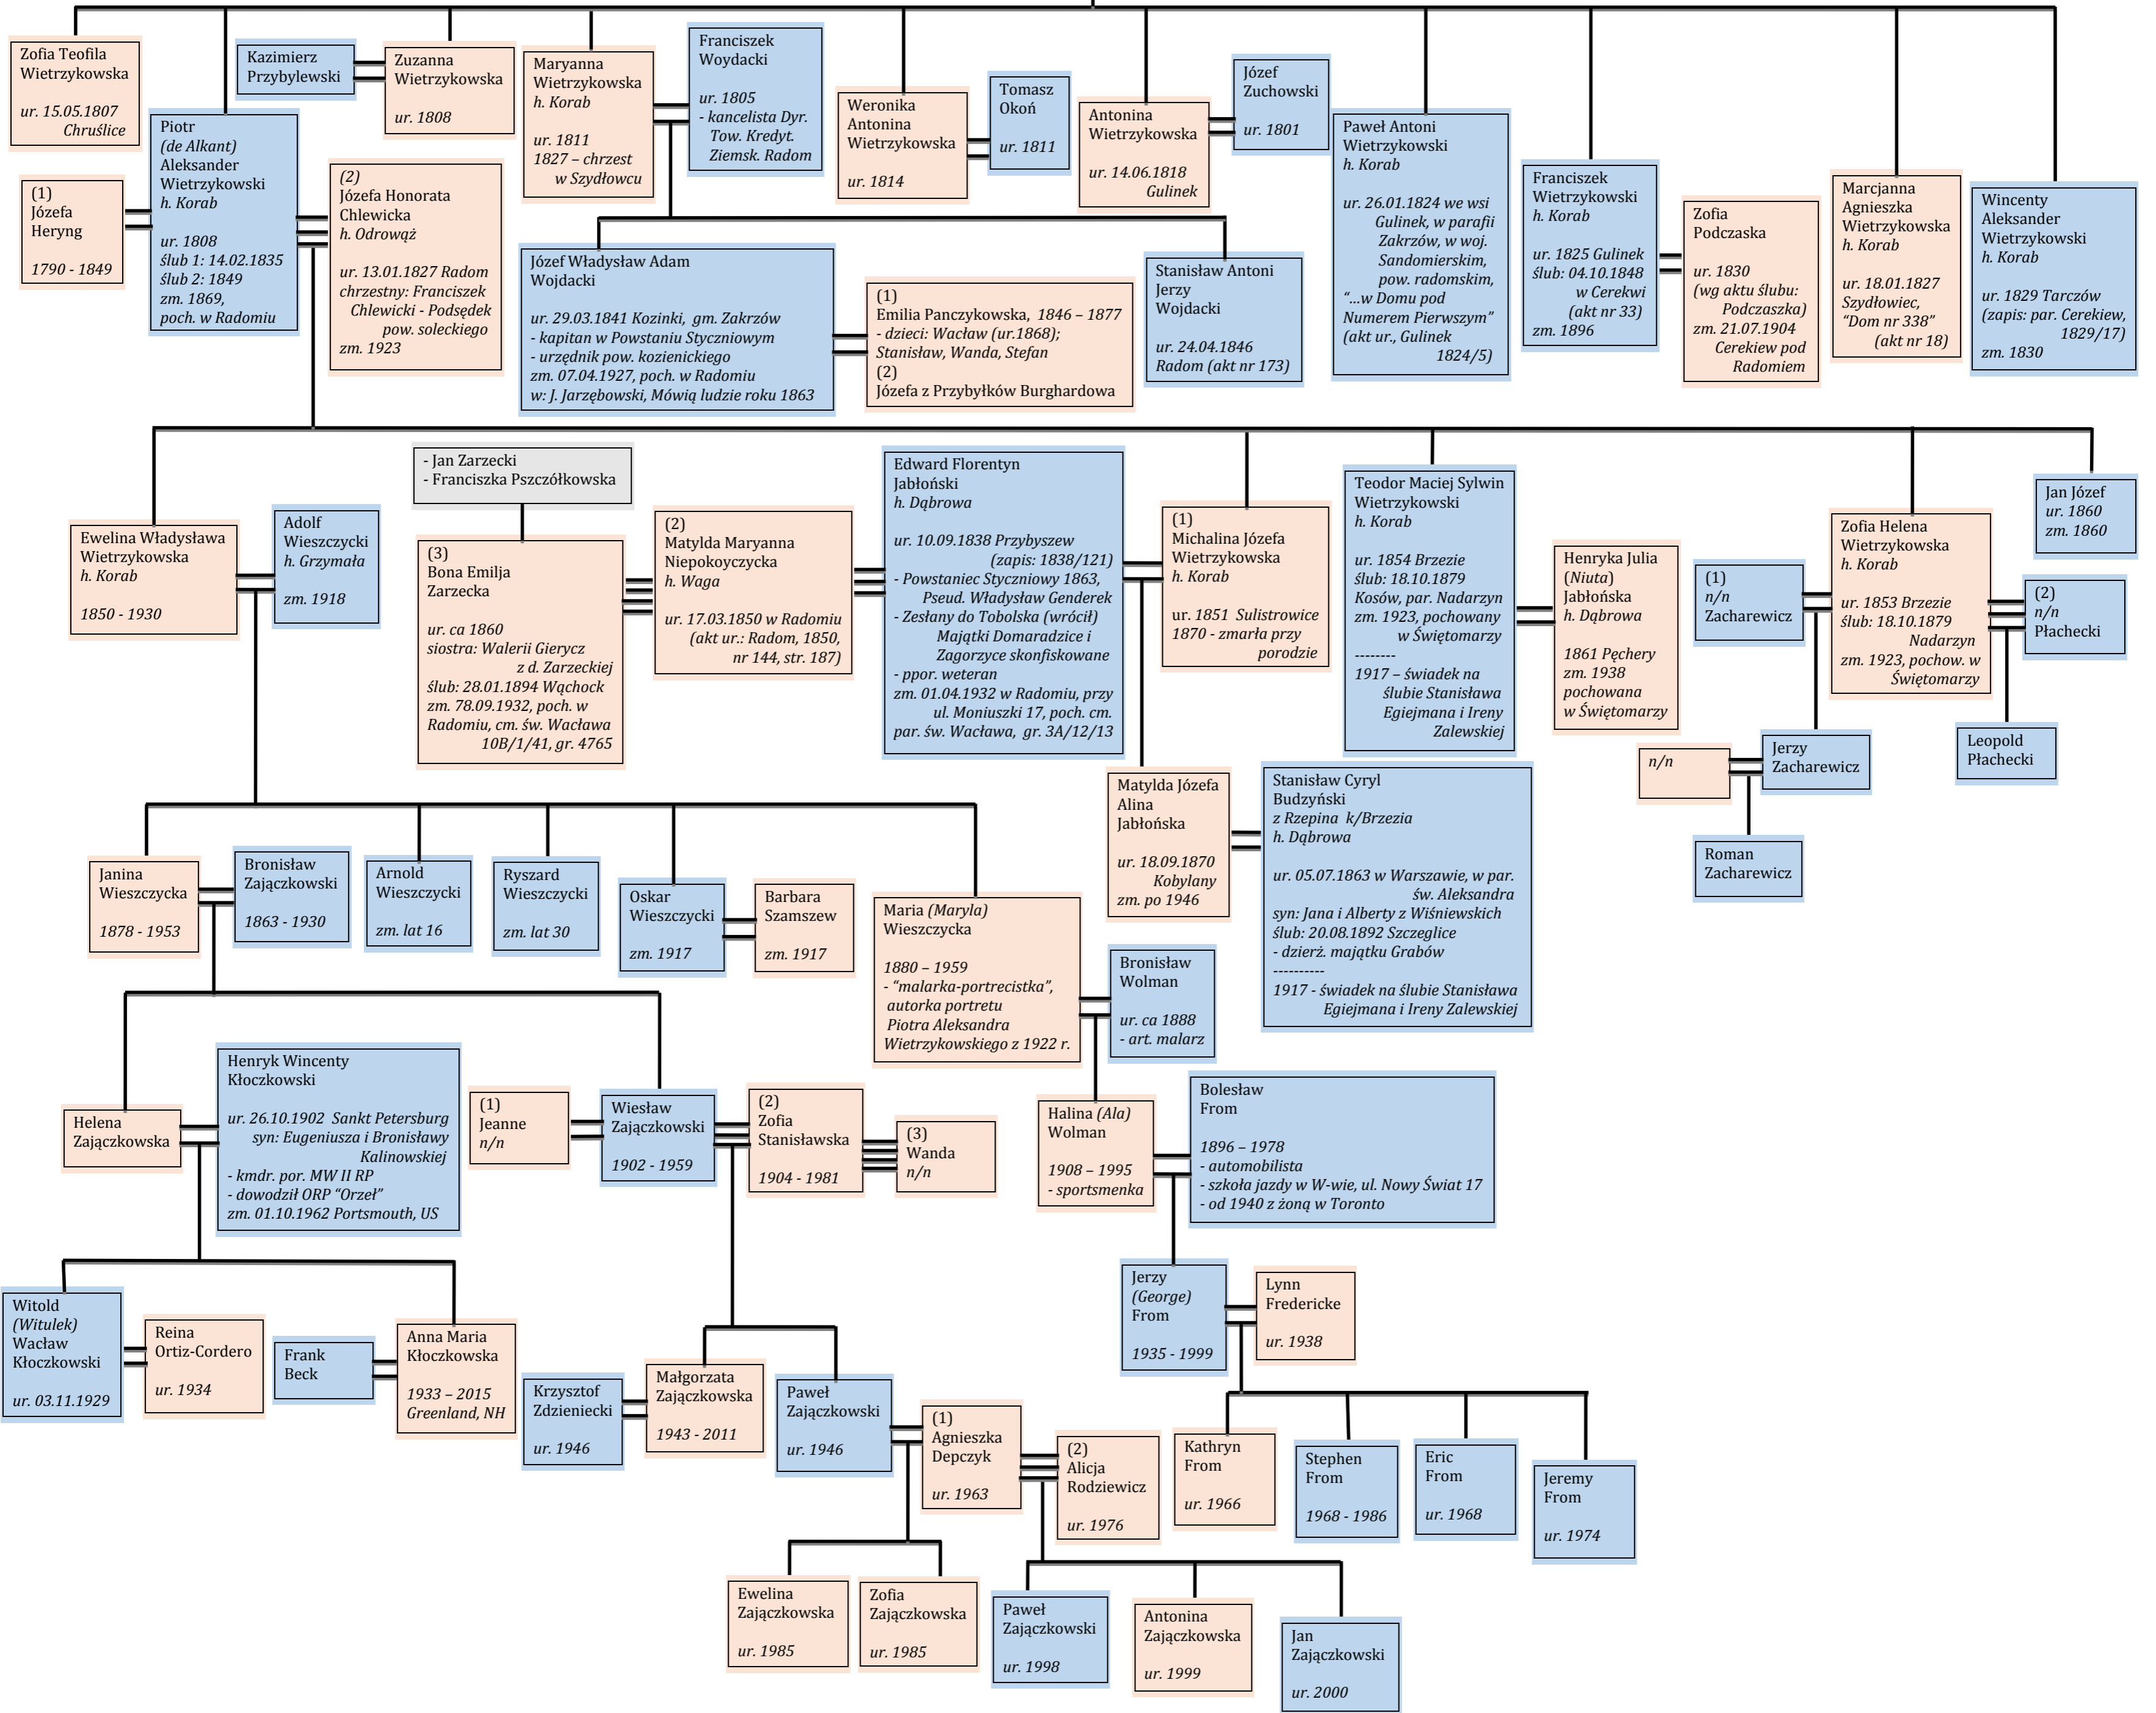 Zofia Teofila
Wietrzykowska
ur. 15.05.1807
Chruślice
Kazimierz
Przybylewski
Zuzanna
Wietrzykowska
ur. 1808
Maryanna
Wietrzykowska
h. Korab
ur. 1811
1827 – chrzest
w Szydłowcu
Franciszek
Woydacki
ur. 1805
- kancelista Dyr.
Tow. Kredyt.
Ziemsk. Radom
Weronika
Antonina
Wietrzykowska
ur. 1814
Tomasz
Okoń
ur. 1811
Antonina
Wietrzykowska
ur. 14.06.1818
Gulinek
Józef
Zuchowski
ur. 1801
Paweł Antoni
Wietrzykowski
h. Korab
ur. 26.01.1824 we wsi
Gulinek, w parafii
Zakrzów, w woj.
Sandomierskim,
pow. radomskim,
“...w Domu pod
Numerem Pierwszym”
(akt ur., Gulinek
1824/5)
Franciszek
Wietrzykowski
h. Korab
ur. 1825 Gulinek
ślub: 04.10.1848
w Cerekwi
(akt nr 33)
zm. 1896
Zofia
Podczaska
ur. 1830
(wg aktu ślubu:
Podczaszka)
zm. 21.07.1904
Cerekiew pod
Radomiem
Marcjanna
Agnieszka
Wietrzykowska
h. Korab
ur. 18.01.1827
Szydłowiec,
“Dom nr 338”
(akt nr 18)
Wincenty
Aleksander
Wietrzykowski
h. Korab
ur. 1829 Tarczów
(zapis: par. Cerekiew,
1829/17)
zm. 1830
(1)
Józefa
Heryng
1790 - 1849
Piotr
(de Alkant)
Aleksander
Wietrzykowski
h. Korab
ur. 1808
ślub 1: 14.02.1835
ślub 2: 1849
zm. 1869,
poch. w Radomiu
(2)
Józefa Honorata
Chlewicka
h. Odrowąż
ur. 13.01.1827 Radom
chrzestny: Franciszek
Chlewicki - Podsędek
pow. soleckiego
zm. 1923
Józef Władysław Adam
Wojdacki
ur. 29.03.1841 Kozinki, gm. Zakrzów
- kapitan w Powstaniu Styczniowym
- urzędnik pow. kozienickiego
zm. 07.04.1927, poch. w Radomiu
w: J. Jarzębowski, Mówią ludzie roku 1863
(1)
Emilia Panczykowska, 1846 – 1877
- dzieci: Wacław (ur.1868);
Stanisław, Wanda, Stefan
(2)
Józefa z Przybyłków Burghardowa
Stanisław Antoni
Jerzy
Wojdacki
ur. 24.04.1846
Radom (akt nr 173)
Ewelina Władysława
Wietrzykowska
h. Korab
1850 - 1930
Adolf
Wieszczycki
h. Grzymała
zm. 1918
- Jan Zarzecki
- Franciszka Pszczółkowska
(3)
Bona Emilja
Zarzecka
ur. ca 1860
siostra: Walerii Gierycz
z d. Zarzeckiej
ślub: 28.01.1894 Wąchock
zm. 78.09.1932, poch. w
Radomiu, cm. św. Wacława
10B/1/41, gr. 4765
(2)
Matylda Maryanna
Niepokoyczycka
h. Waga
ur. 17.03.1850 w Radomiu
(akt ur.: Radom, 1850,
nr 144, str. 187)
Edward Florentyn
Jabłoński
h. Dąbrowa
ur. 10.09.1838 Przybyszew
(zapis: 1838/121)
- Powstaniec Styczniowy 1863,
Pseud. Władysław Genderek
- Zesłany do Tobolska (wrócił)
Majątki Domaradzice i
Zagorzyce skonfiskowane
- ppor. weteran
zm. 01.04.1932 w Radomiu, przy
ul. Moniuszki 17, poch. cm.
par. św. Wacława, gr. 3A/12/13
(1)
Michalina Józefa
Wietrzykowska
h. Korab
ur. 1851 Sulistrowice
1870 - zmarła przy
porodzie
Teodor Maciej Sylwin
Wietrzykowski
h. Korab
ur. 1854 Brzezie
ślub: 18.10.1879
Kosów, par. Nadarzyn
zm. 1923, pochowany
w Świętomarzy
--------
1917 – świadek na
ślubie Stanisława
Egiejmana i Ireny
Zalewskiej
Henryka Julia
(Niuta)
Jabłońska
h. Dąbrowa
1861 Pęchery
zm. 1938
pochowana
w Świętomarzy
(1)
n/n
Zacharewicz
Zofia Helena
Wietrzykowska
h. Korab
ur. 1853 Brzezie
ślub: 18.10.1879
Nadarzyn
zm. 1923, pochow. w
Świętomarzy
Jan Józef
ur. 1860
zm. 1860
(2)
n/n
Płachecki
n/n
Jerzy
Zacharewicz
Leopold
Płachecki
Roman
Zacharewicz
Matylda Józefa
Alina
Jabłońska
ur. 18.09.1870
Kobylany
zm. po 1946
Stanisław Cyryl
Budzyński
z Rzepina k/Brzezia
h. Dąbrowa
ur. 05.07.1863 w Warszawie, w par.
św. Aleksandra
syn: Jana i Alberty z Wiśniewskich
ślub: 20.08.1892 Szczeglice
- dzierż. majątku Grabów
----------
1917 - świadek na ślubie Stanisława
Egiejmana i Ireny Zalewskiej
Janina
Wieszczycka
1878 - 1953
Bronisław
Zajączkowski
1863 - 1930
Arnold
Wieszczycki
zm. lat 16
Ryszard
Wieszczycki
zm. lat 30
Oskar
Wieszczycki
zm. 1917
Barbara
Szamszew
zm. 1917
Maria (Maryla)
Wieszczycka
1880 – 1959
- “malarka-portrecistka”,
autorka portretu
Piotra Aleksandra
Wietrzykowskiego z 1922 r.
Bronisław
Wolman
ur. ca 1888
- art. malarz
Helena
Zajączkowska
Henryk Wincenty
Kłoczkowski
ur. 26.10.1902 Sankt Petersburg
syn: Eugeniusza i Bronisławy
Kalinowskiej
- kmdr. por. MW II RP
- dowodził ORP “Orzeł”
zm. 01.10.1962 Portsmouth, US
(1)
Jeanne
n/n
Wiesław
Zajączkowski
1902 - 1959
(2)
Zofia
Stanisławska
1904 - 1981
(3)
Wanda
n/n
Halina (Ala)
Wolman
1908 – 1995
- sportsmenka
Bolesław
From
1896 – 1978
- automobilista
- szkoła jazdy w W-wie, ul. Nowy Świat 17
- od 1940 z żoną w Toronto
Witold
(Witulek)
Wacław
Kłoczkowski
ur. 03.11.1929
Reina
Ortiz-Cordero
ur. 1934
Frank
Beck
Anna Maria
Kłoczkowska
1933 – 2015
Greenland, NH
Krzysztof
Zdzieniecki
ur. 1946
Małgorzata
Zajączkowska
1943 - 2011
Paweł
Zajączkowski
ur. 1946
(1)
Agnieszka
Depczyk
ur. 1963
(2)
Alicja
Rodziewicz
ur. 1976
Jerzy
(George)
From
1935 - 1999
Lynn
Fredericke
ur. 1938
Kathryn
From
ur. 1966
Stephen
From
1968 - 1986
Eric
From
ur. 1968
Jeremy
From
ur. 1974
Ewelina
Zajączkowska
ur. 1985
Zofia
Zajączkowska
ur. 1985
Paweł
Zajączkowski
ur. 1998
Antonina
Zajączkowska
ur. 1999
Jan
Zajączkowski
ur. 2000